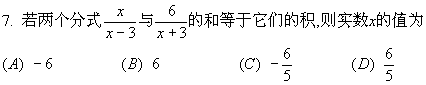 7. 若两个分式 x/(x-3) 与 6/(x+3) 的和等于它们的积,则实数x的值为
(A) -6 (B) 6 (C) -6/5 (D) 6/5